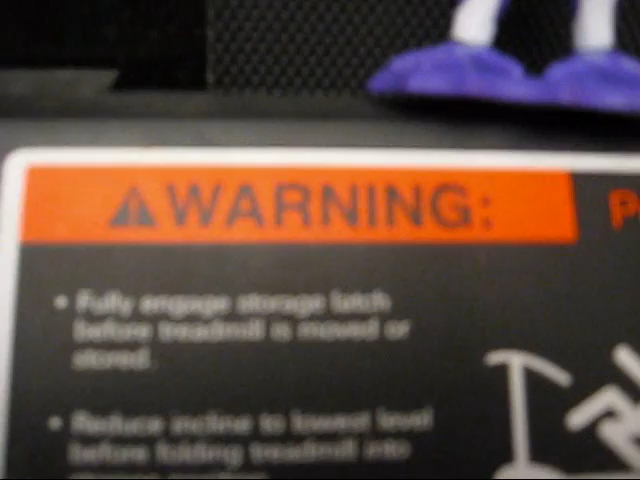 WARNING:
• Fully engage storage latch
before treadmill is moved or
stored.
• Reduce incline to lowest level
before folding treadmill into